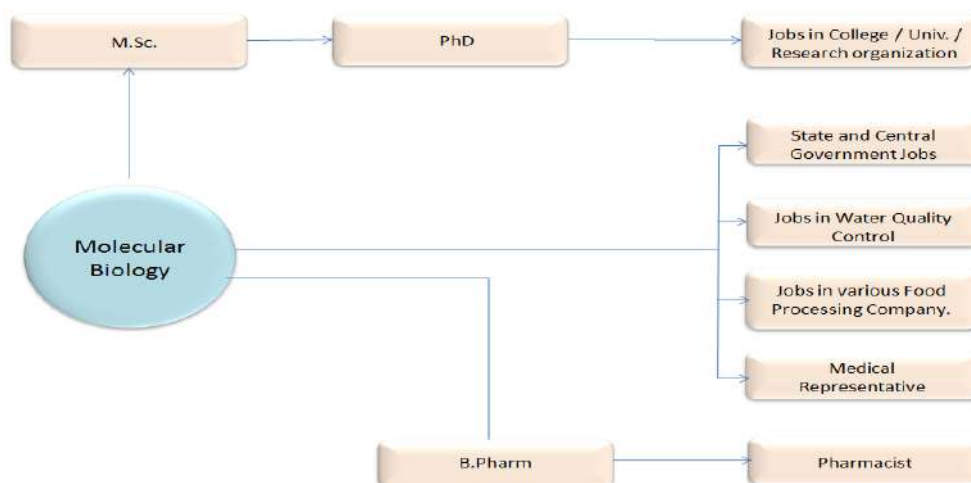 M.Sc.
PhD
Jobs in College / Univ. /
Research organization
State and Central
Government Jobs
Jobs in Water Quality
Control
Molecular
Biology
Jobs in various Food
Processing Company.
Medical
Representative
B.Pharm
Pharmacist